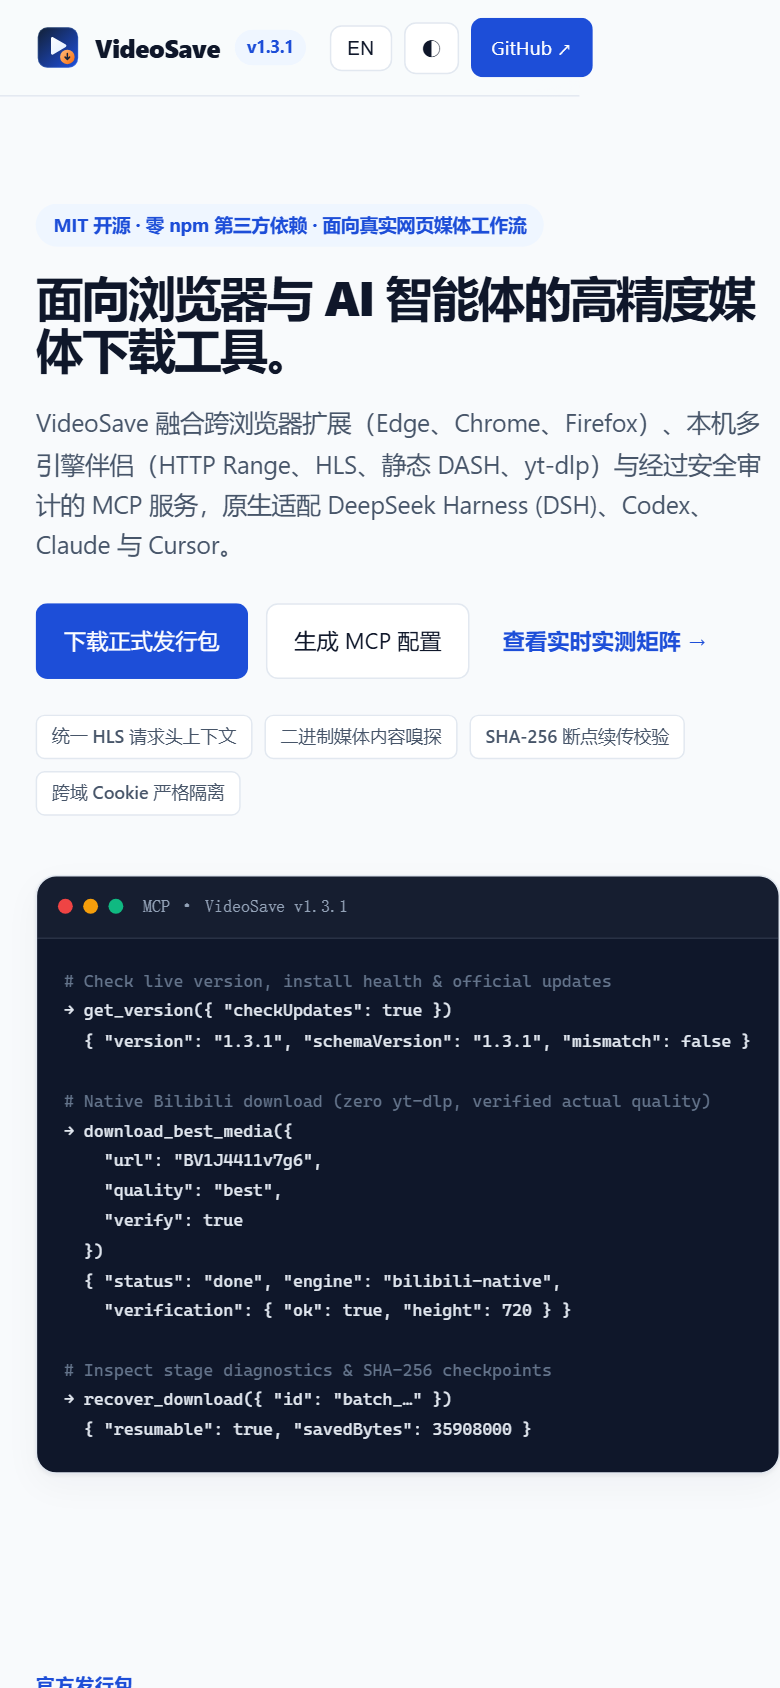 VideoSave v1.3.1 EN GitHub ↗
MIT 开源 · 零 npm 第三方依赖 · 面向真实网页媒体工作流
面向浏览器与 AI 智能体的高精度媒
体下载工具。
VideoSave 融合跨浏览器扩展（Edge、Chrome、Firefox）、本机多
引擎伴侣（HTTP Range、HLS、静态 DASH、yt-dlp）与经过安全审
计的 MCP 服务，原生适配 DeepSeek Harness (DSH)、Codex、
Claude 与 Cursor。
下载正式发行包 生成 MCP 配置 查看实时实测矩阵 →
统一 HLS 请求头上下文 二进制媒体内容嗅探 SHA-256 断点续传校验
跨域 Cookie 严格隔离
MCP • VideoSave v1.3.1
# Check live version, install health & official updates
→ get_version({ "checkUpdates": true })
{ "version": "1.3.1", "schemaVersion": "1.3.1", "mismatch": false }
# Native Bilibili download (zero yt-dlp, verified actual quality)
→ download_best_media({
"url": "BV1J4411v7g6",
"quality": "best",
"verify": true
})
{ "status": "done", "engine": "bilibili-native",
"verification": { "ok": true, "height": 720 } }
# Inspect stage diagnostics & SHA-256 checkpoints
→ recover_download({ "id": "batch_…" })
{ "resumable": true, "savedBytes": 35908000 }
官方发行包